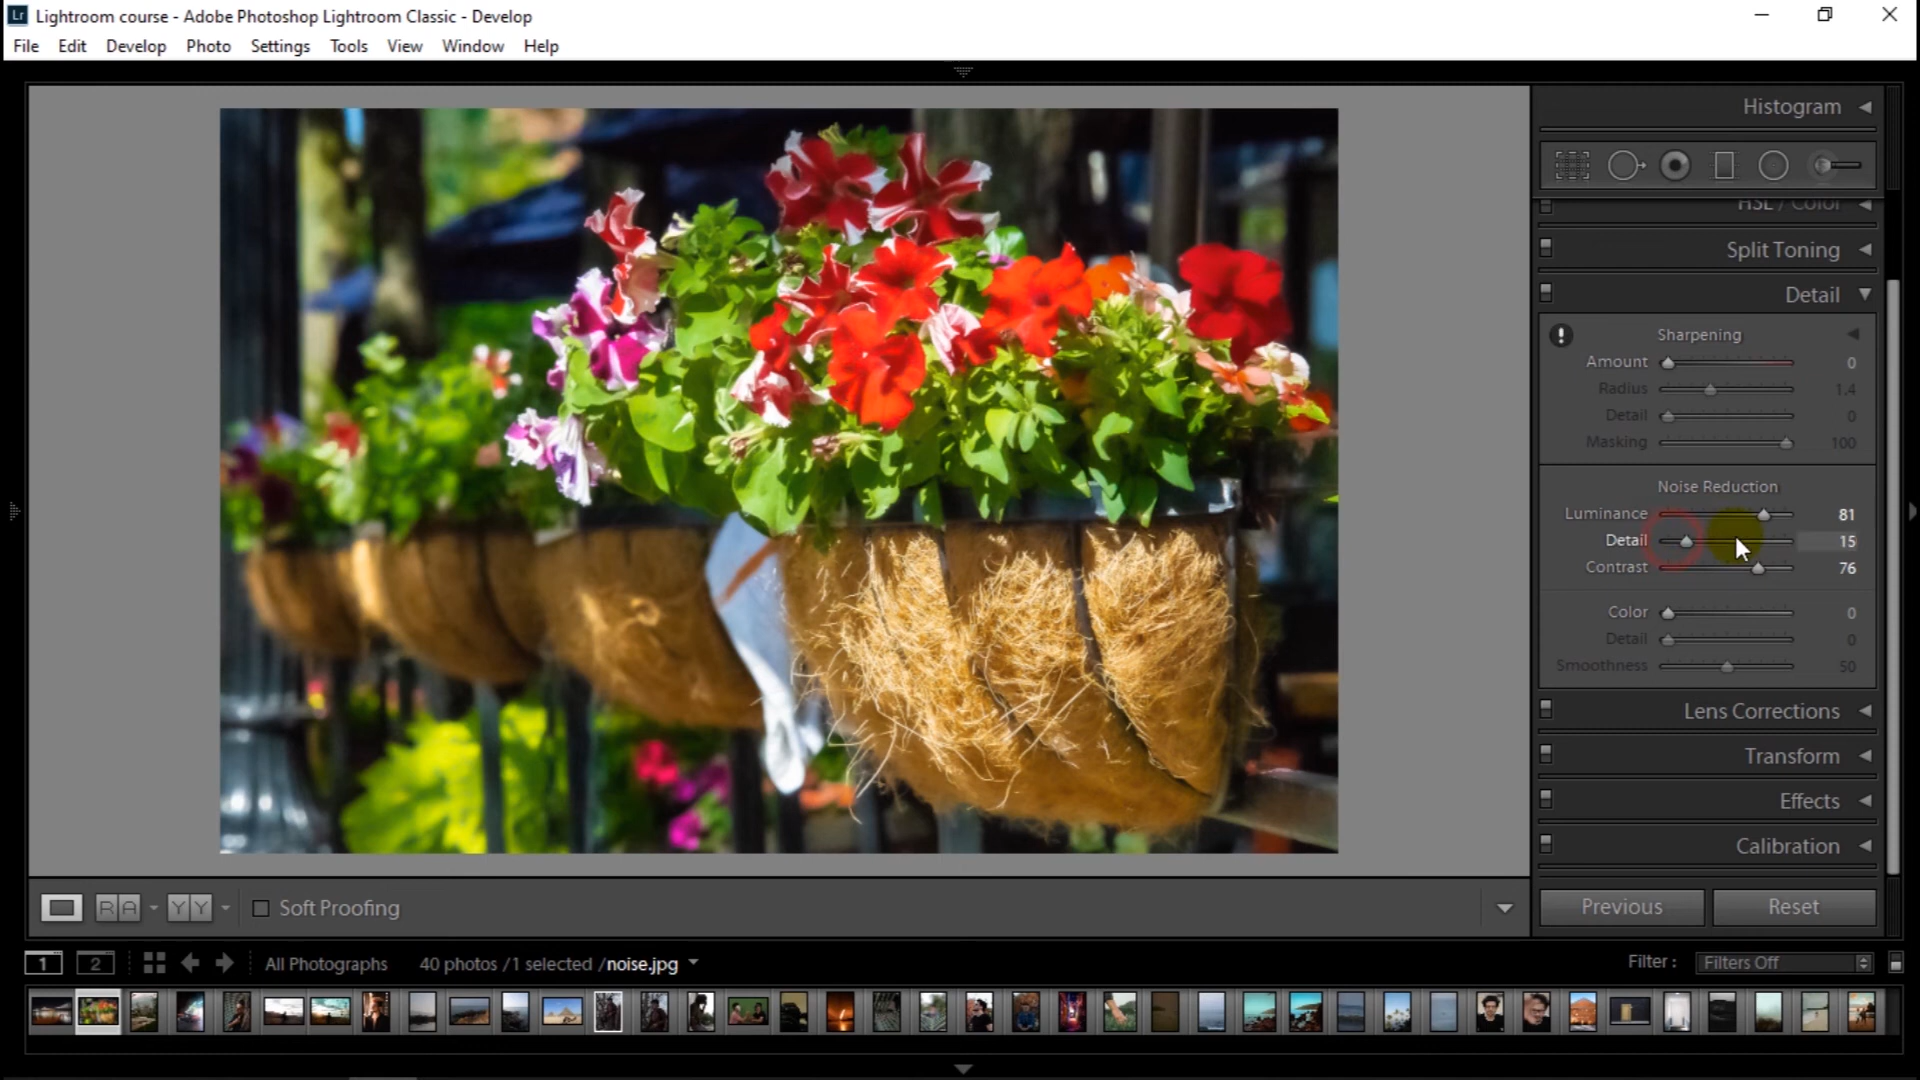 Lr Lightroom course - Adobe Photoshop Lightroom Classic - Develop
File Edit Develop Photo Settings Tools View Window Help
Histogram
HSL / Color
Split Toning
Detail
Sharpening
Amount 0
Radius 1.4
Detail 0
Masking 100
Noise Reduction
Luminance 81
Detail 15
Contrast 76
Color 0
Detail 0
Smoothness 50
Lens Corrections
Transform
Effects
Calibration
R A Y Y Soft Proofing
Previous Reset
1 2 All Photographs 40 photos /1 selected /noise.jpg Filter : Filters Off